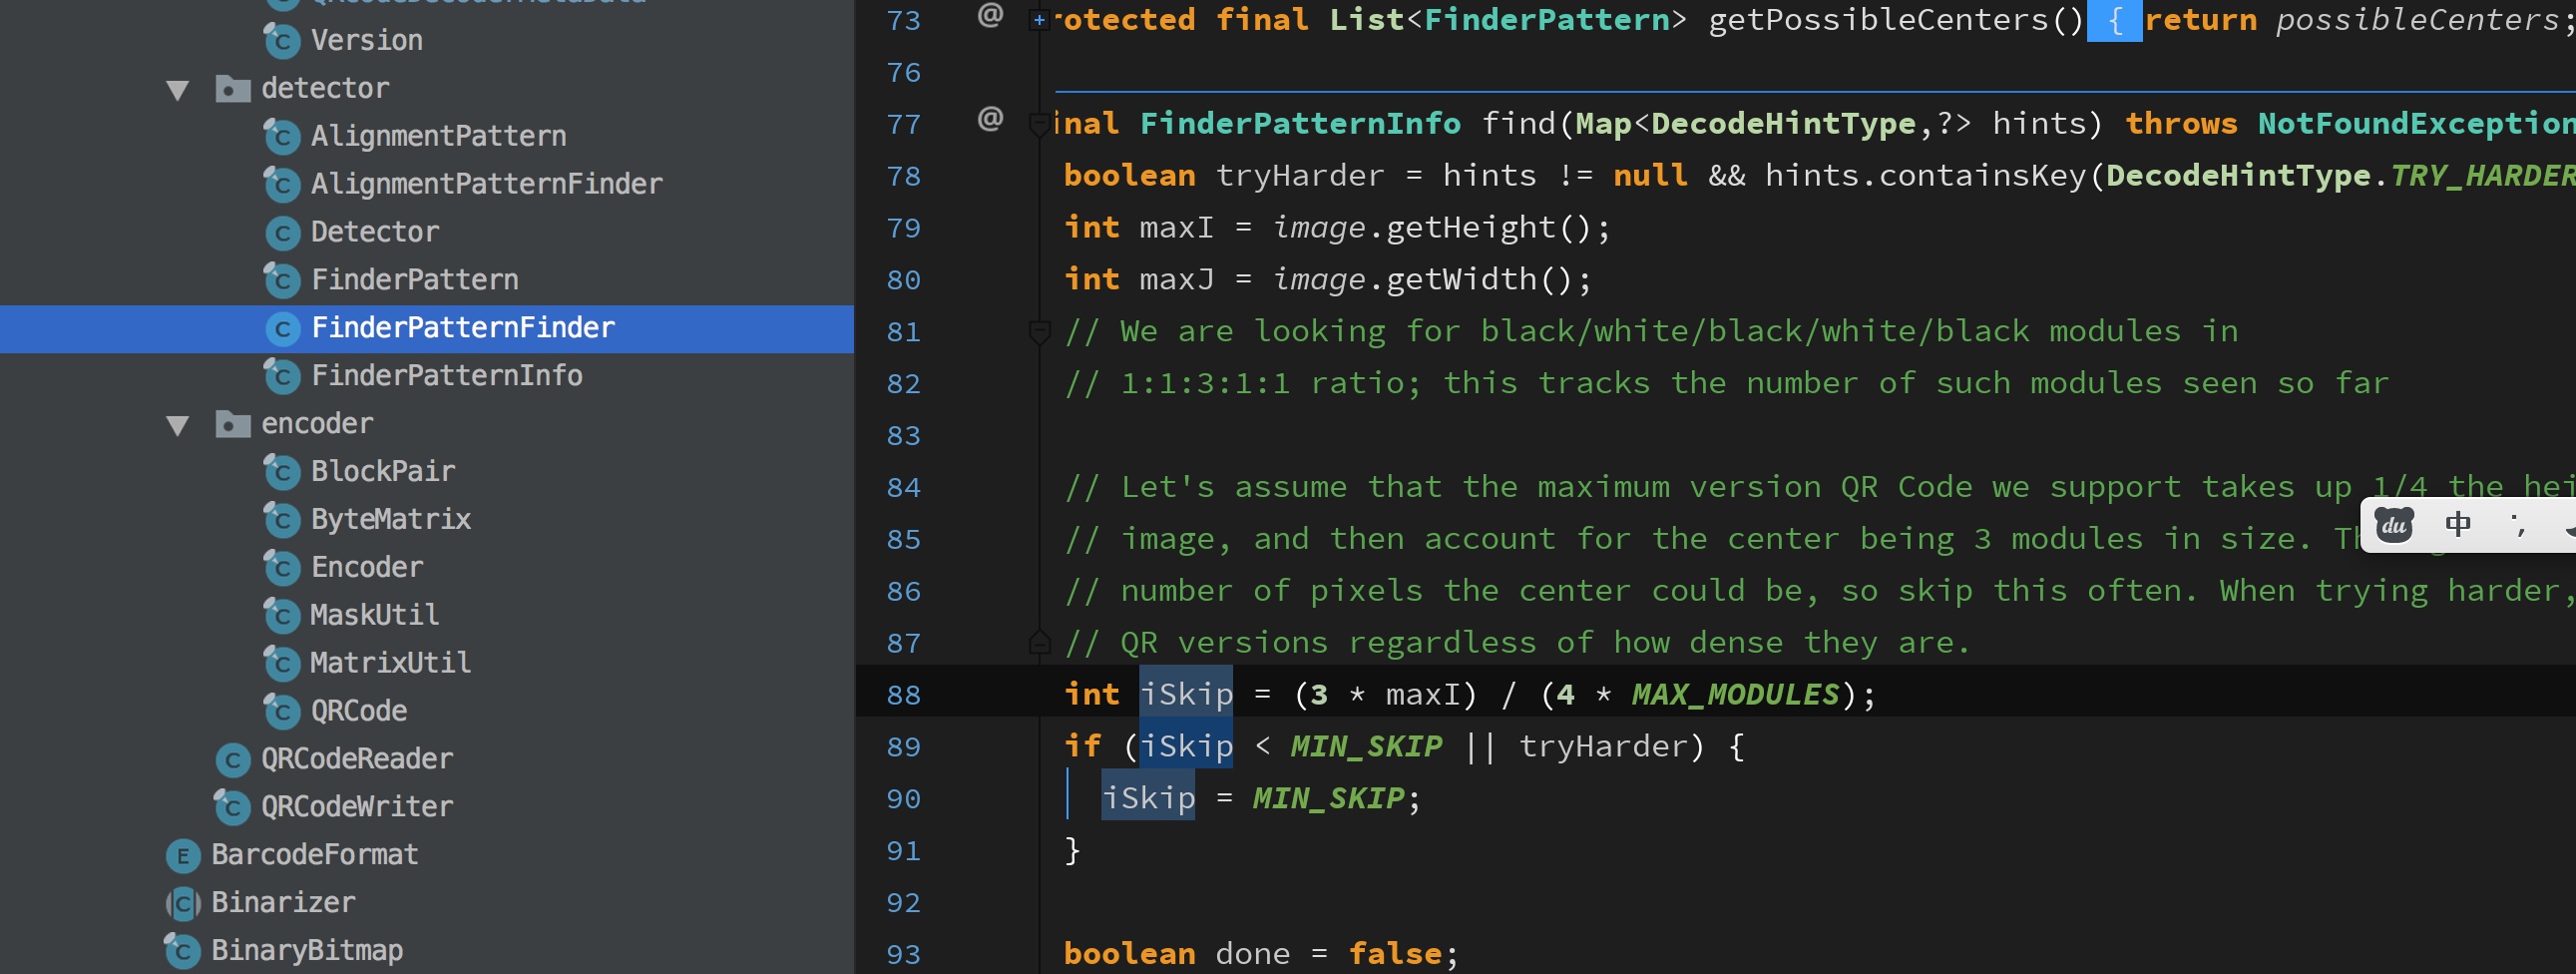 Version
detector
AlignmentPattern
AlignmentPatternFinder
Detector
FinderPattern
FinderPatternFinder
FinderPatternInfo
encoder
BlockPair
ByteMatrix
Encoder
MaskUtil
MatrixUtil
QRCode
QRCodeReader
QRCodeWriter
BarcodeFormat
Binarizer
BinaryBitmap
73 @ rotected final List<FinderPattern> getPossibleCenters() { return possibleCenters;
76
77 @ inal FinderPatternInfo find(Map<DecodeHintType,?> hints) throws NotFoundException
78 boolean tryHarder = hints != null && hints.containsKey(DecodeHintType.TRY_HARDER
79 int maxI = image.getHeight();
80 int maxJ = image.getWidth();
81 // We are looking for black/white/black/white/black modules in
82 // 1:1:3:1:1 ratio; this tracks the number of such modules seen so far
83
84 // Let's assume that the maximum version QR Code we support takes up 1/4 the hei
85 // image, and then account for the center being 3 modules in size. Th
du 中
86 // number of pixels the center could be, so skip this often. When trying harder,
87 // QR versions regardless of how dense they are.
88 int iSkip = (3 * maxI) / (4 * MAX_MODULES);
89 if (iSkip < MIN_SKIP || tryHarder) {
90 iSkip = MIN_SKIP;
91 }
92
93 boolean done = false;